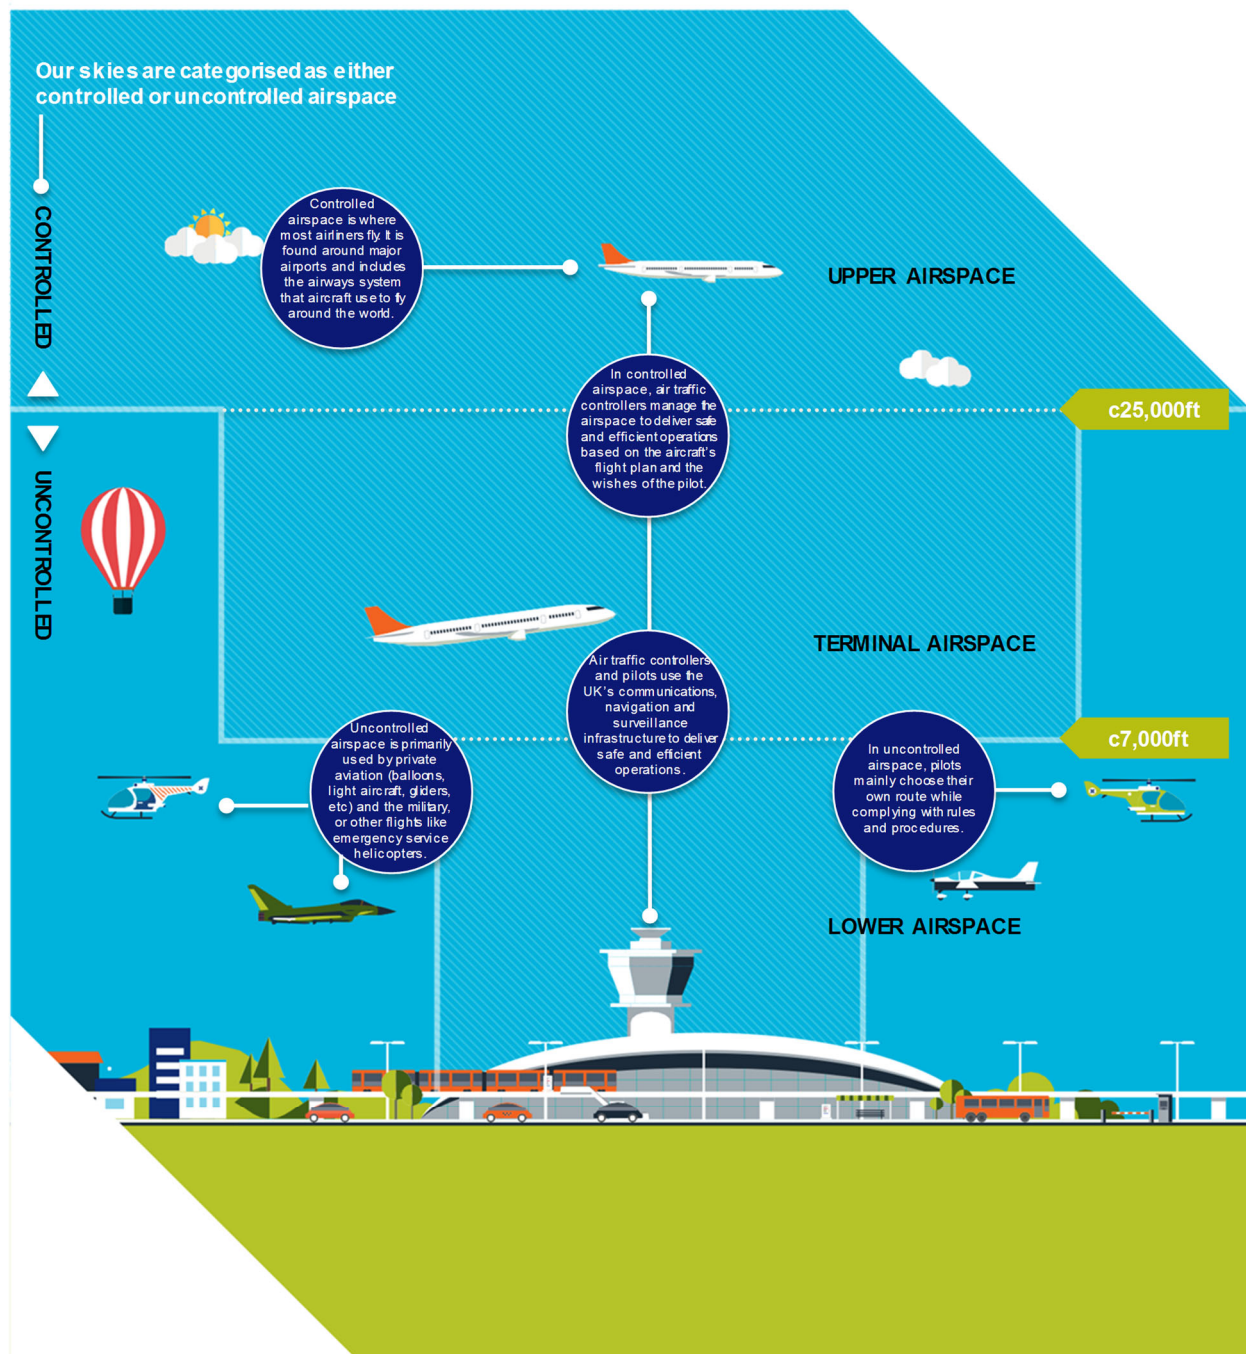 Our skies are categorised as either
controlled or uncontrolled airspace
CONTROLLED
Controlled
airspace is where
most airliners fly. It is
found around major
airports and includes
the airways system
that aircraft use to fly
around the world.
UPPER AIRSPACE
In controlled
airspace, air traffic
controllers manage the
airspace to deliver safe
and efficient operations
based on the aircraft's
flight plan and the
wishes of the pilot.
c25,000ft
UNCONTROLLED
TERMINAL AIRSPACE
Air traffic controllers
and pilots use the
UK's communications,
navigation and
surveillance
infrastructure to deliver
safe and efficient
operations.
c7,000ft
Uncontrolled
airspace is primarily
used by private
aviation (balloons,
light aircraft, gliders,
etc) and the military,
or other flights like
emergency service
helicopters.
In uncontrolled
airspace, pilots
mainly choose their
own route while
complying with rules
and procedures.
LOWER AIRSPACE